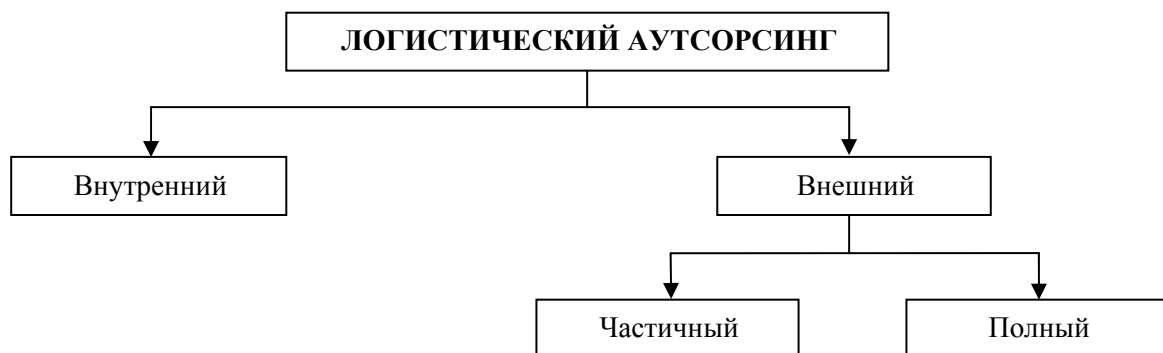 ЛОГИСТИЧЕСКИЙ АУТСОРСИНГ
Внутренний
Внешний
Частичный
Полный